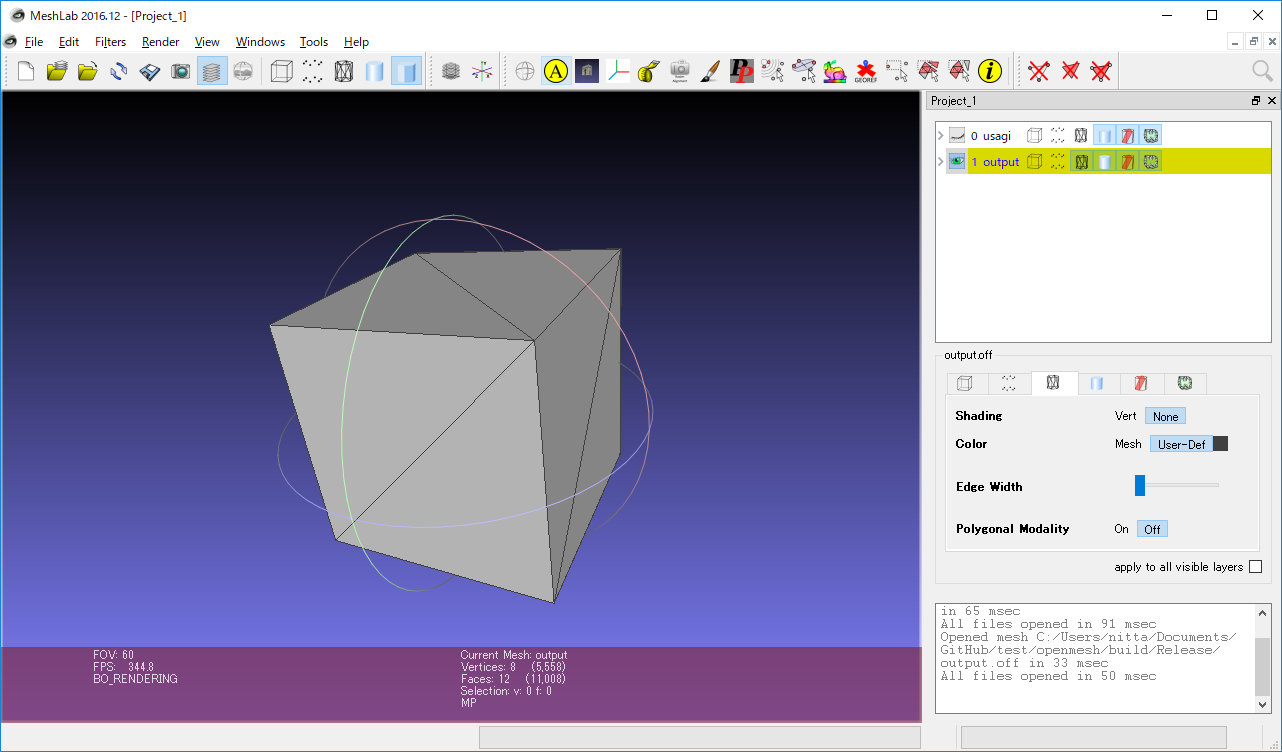 MeshLab 2016.12 - [Project_1]
File Edit Filters Render View Windows Tools Help
A
PP
GEOREF
i
Project_1
0 usagi
1 output
output.off
Shading Vert None
Color Mesh User-Def
Edge Width
Polygonal Modality On Off
apply to all visible layers
in 65 msec
All files opened in 91 msec
Opened mesh C:/Users/nitta/Documents/
GitHub/test/openmesh/build/Release/
output.off in 33 msec
All files opened in 50 msec
FOV: 60
FPS: 344.8
BO_RENDERING
Current Mesh: output
Vertices: 8 (5,558)
Faces: 12 (11,008)
Selection: v: 0 f: 0
MP